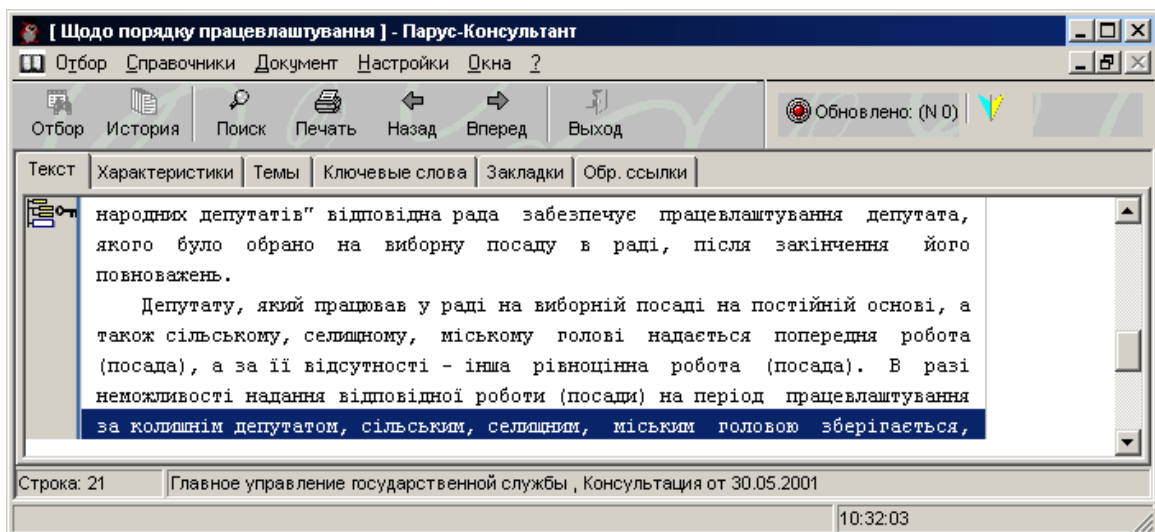 [ Щодо порядку працевлаштування ] - Парус-Консультант
Отбор Справочники Документ Настройки Окна ?
Отбор История Поиск Печать Назад Вперед Выход Обновлено: (N 0)
Текст Характеристики Темы Ключевые слова Закладки Обр. ссылки
народних депутатів" відповідна рада забезпечує працевлаштування депутата,
якого було обрано на виборну посаду в раді, після закінчення його
повноважень.
Депутату, який працював у раді на виборній посаді на постійній основі, а
також сільському, селищному, міському голові надається попередня робота
(посада), а за її відсутності - інша рівноцінна робота (посада). В разі
неможливості надання відповідної роботи (посади) на період працевлаштування
за колишнім депутатом, сільським, селищним, міським головою зберігається,
Строка: 21 Главное управление государственной службы , Консультация от 30.05.2001
10:32:03